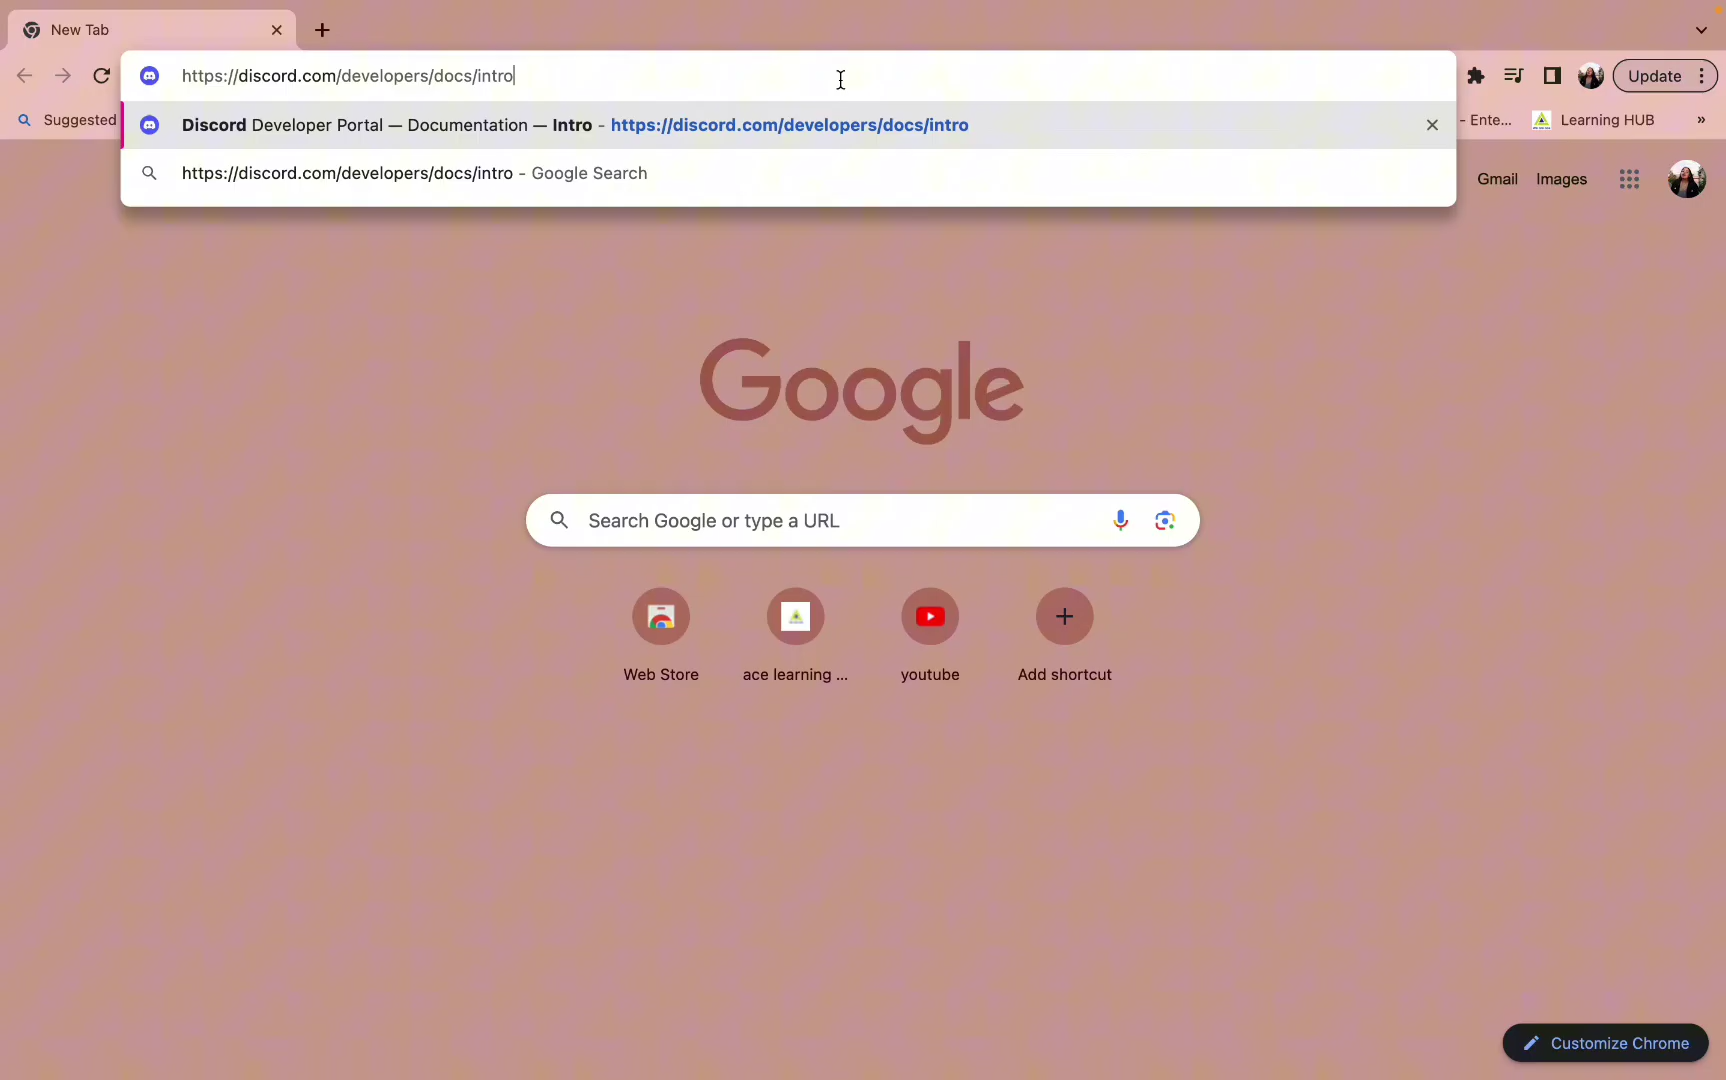 New Tab
https://discord.com/developers/docs/intro
Update
Suggested
Discord Developer Portal — Documentation — Intro - https://discord.com/developers/docs/intro
- Ente...
Learning HUB
»
https://discord.com/developers/docs/intro - Google Search
Gmail
Images
Google
Search Google or type a URL
Web Store
ace learning ...
youtube
Add shortcut
Customize Chrome